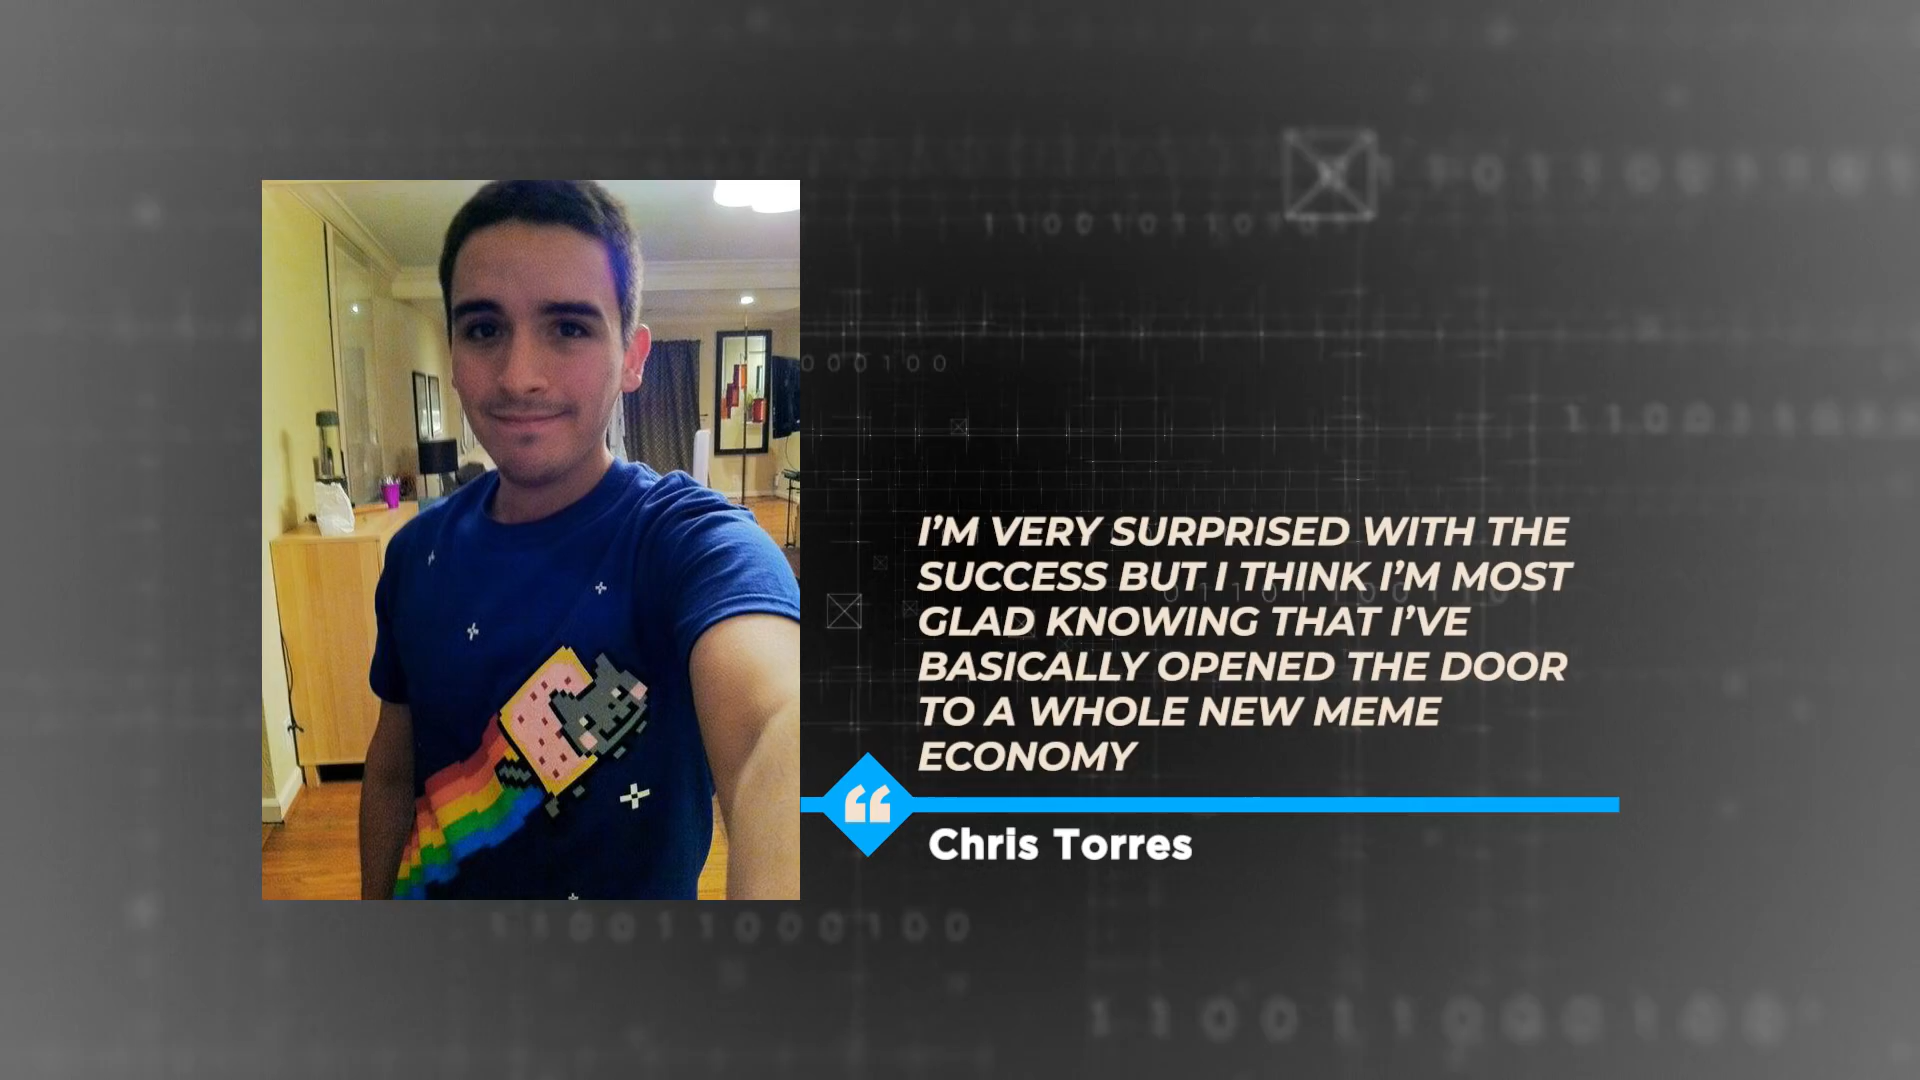 I'M VERY SURPRISED WITH THE
SUCCESS BUT I THINK I'M MOST
GLAD KNOWING THAT I'VE
BASICALLY OPENED THE DOOR
TO A WHOLE NEW MEME
ECONOMY
Chris Torres